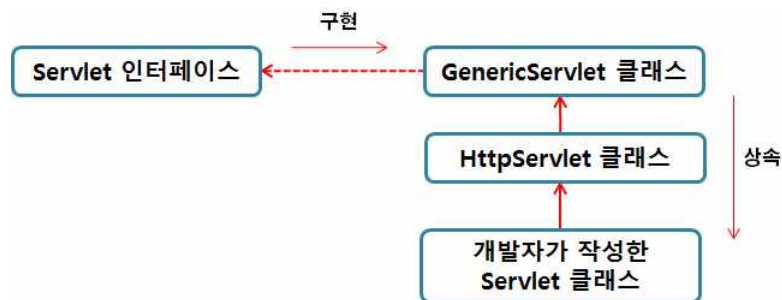 구현
Servlet 인터페이스
GenericServlet 클래스
HttpServlet 클래스
상속
개발자가 작성한
Servlet 클래스